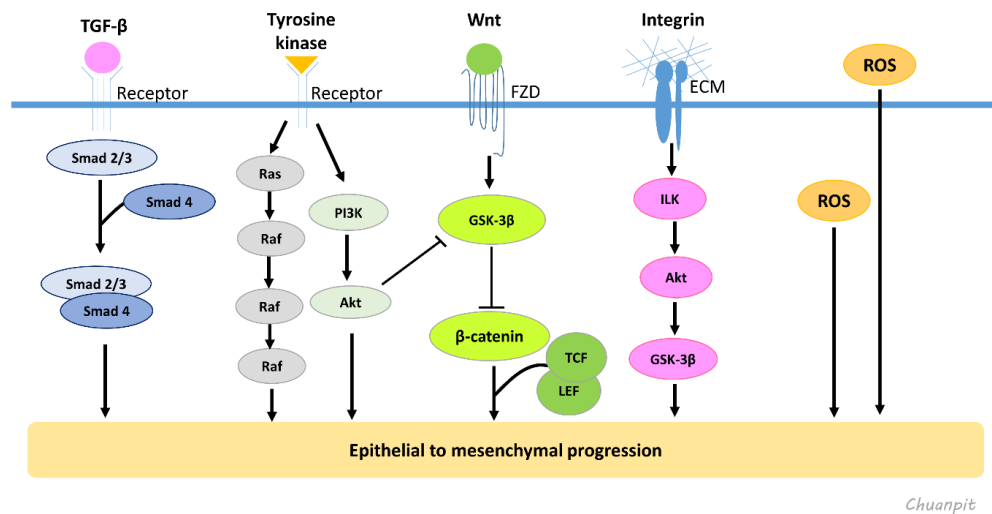 TGF-β
Tyrosine
kinase
Wnt
Integrin
ROS
Receptor
Receptor
FZD
ECM
Smad 2/3
Smad 4
Ras
Raf
Raf
Raf
PI3K
Akt
GSK-3β
β-catenin
TCF
LEF
ILK
Akt
GSK-3β
ROS
Smad 2/3
Smad 4
Epithelial to mesenchymal progression
Chuanpit